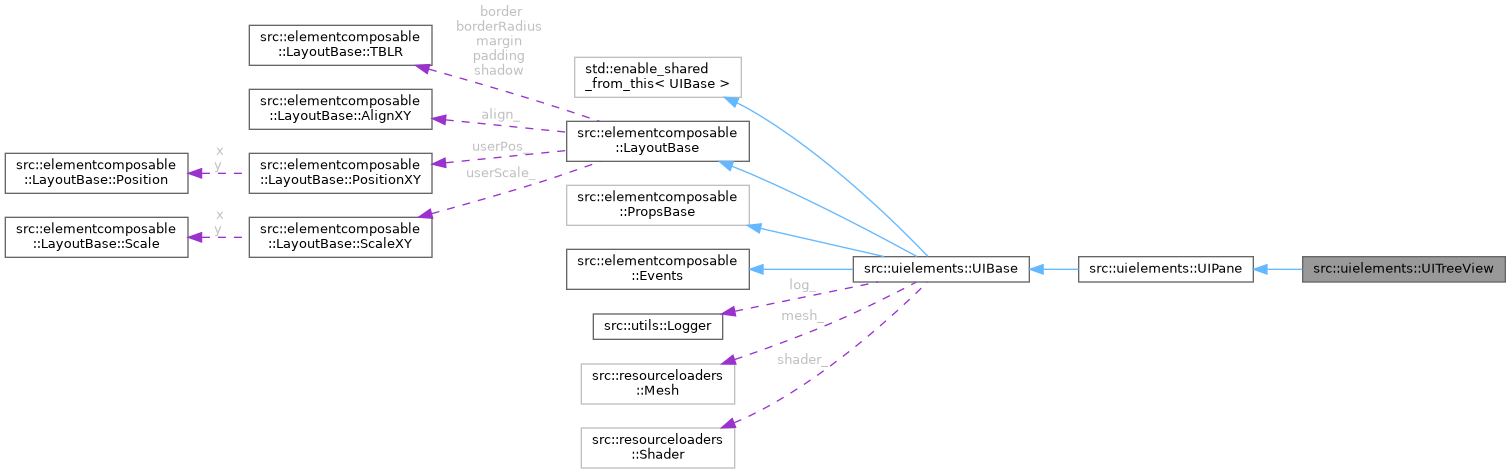 border
borderRadius
margin
padding
shadow
src::elementcomposable
::LayoutBase::TBLR
std::enable_shared
_from_this< UIBase >
src::elementcomposable
::LayoutBase::AlignXY
align_
src::elementcomposable
::LayoutBase
userPos_
src::elementcomposable
::LayoutBase::Position
x
y
src::elementcomposable
::LayoutBase::PositionXY
userScale_
src::elementcomposable
::PropsBase
src::elementcomposable
::LayoutBase::Scale
x
y
src::elementcomposable
::LayoutBase::ScaleXY
src::elementcomposable
::Events
src::uielements::UIBase
src::uielements::UIPane
src::uielements::UITreeView
log_
src::utils::Logger
mesh_
src::resourceloaders
::Mesh
shader_
src::resourceloaders
::Shader